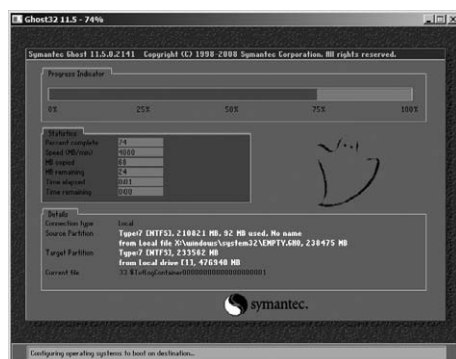 Ghost32 11.5 - 74%
Symantec Ghost 11.5.0.2141 Copyright (C) 1998-2008 Symantec Corporation. All rights reserved.
Progress Indicator
0% 25% 50% 75% 100%
Statistics
Percent complete 74
Speed (MB/min) 4080
MB copied 68
MB remaining 24
Time elapsed 0:01
Time remaining 0:00
Details
Connection type Local
Source Partition Type:7 [NTFS], 210821 MB, 92 MB used, No name
from Local file X:\windows\system32\EMPTY.GHO, 238475 MB
Target Partition Type:7 [NTFS], 233582 MB
from Local drive [1], 476940 MB
Current file
symantec.
Configuring operating systems to boot on destination...